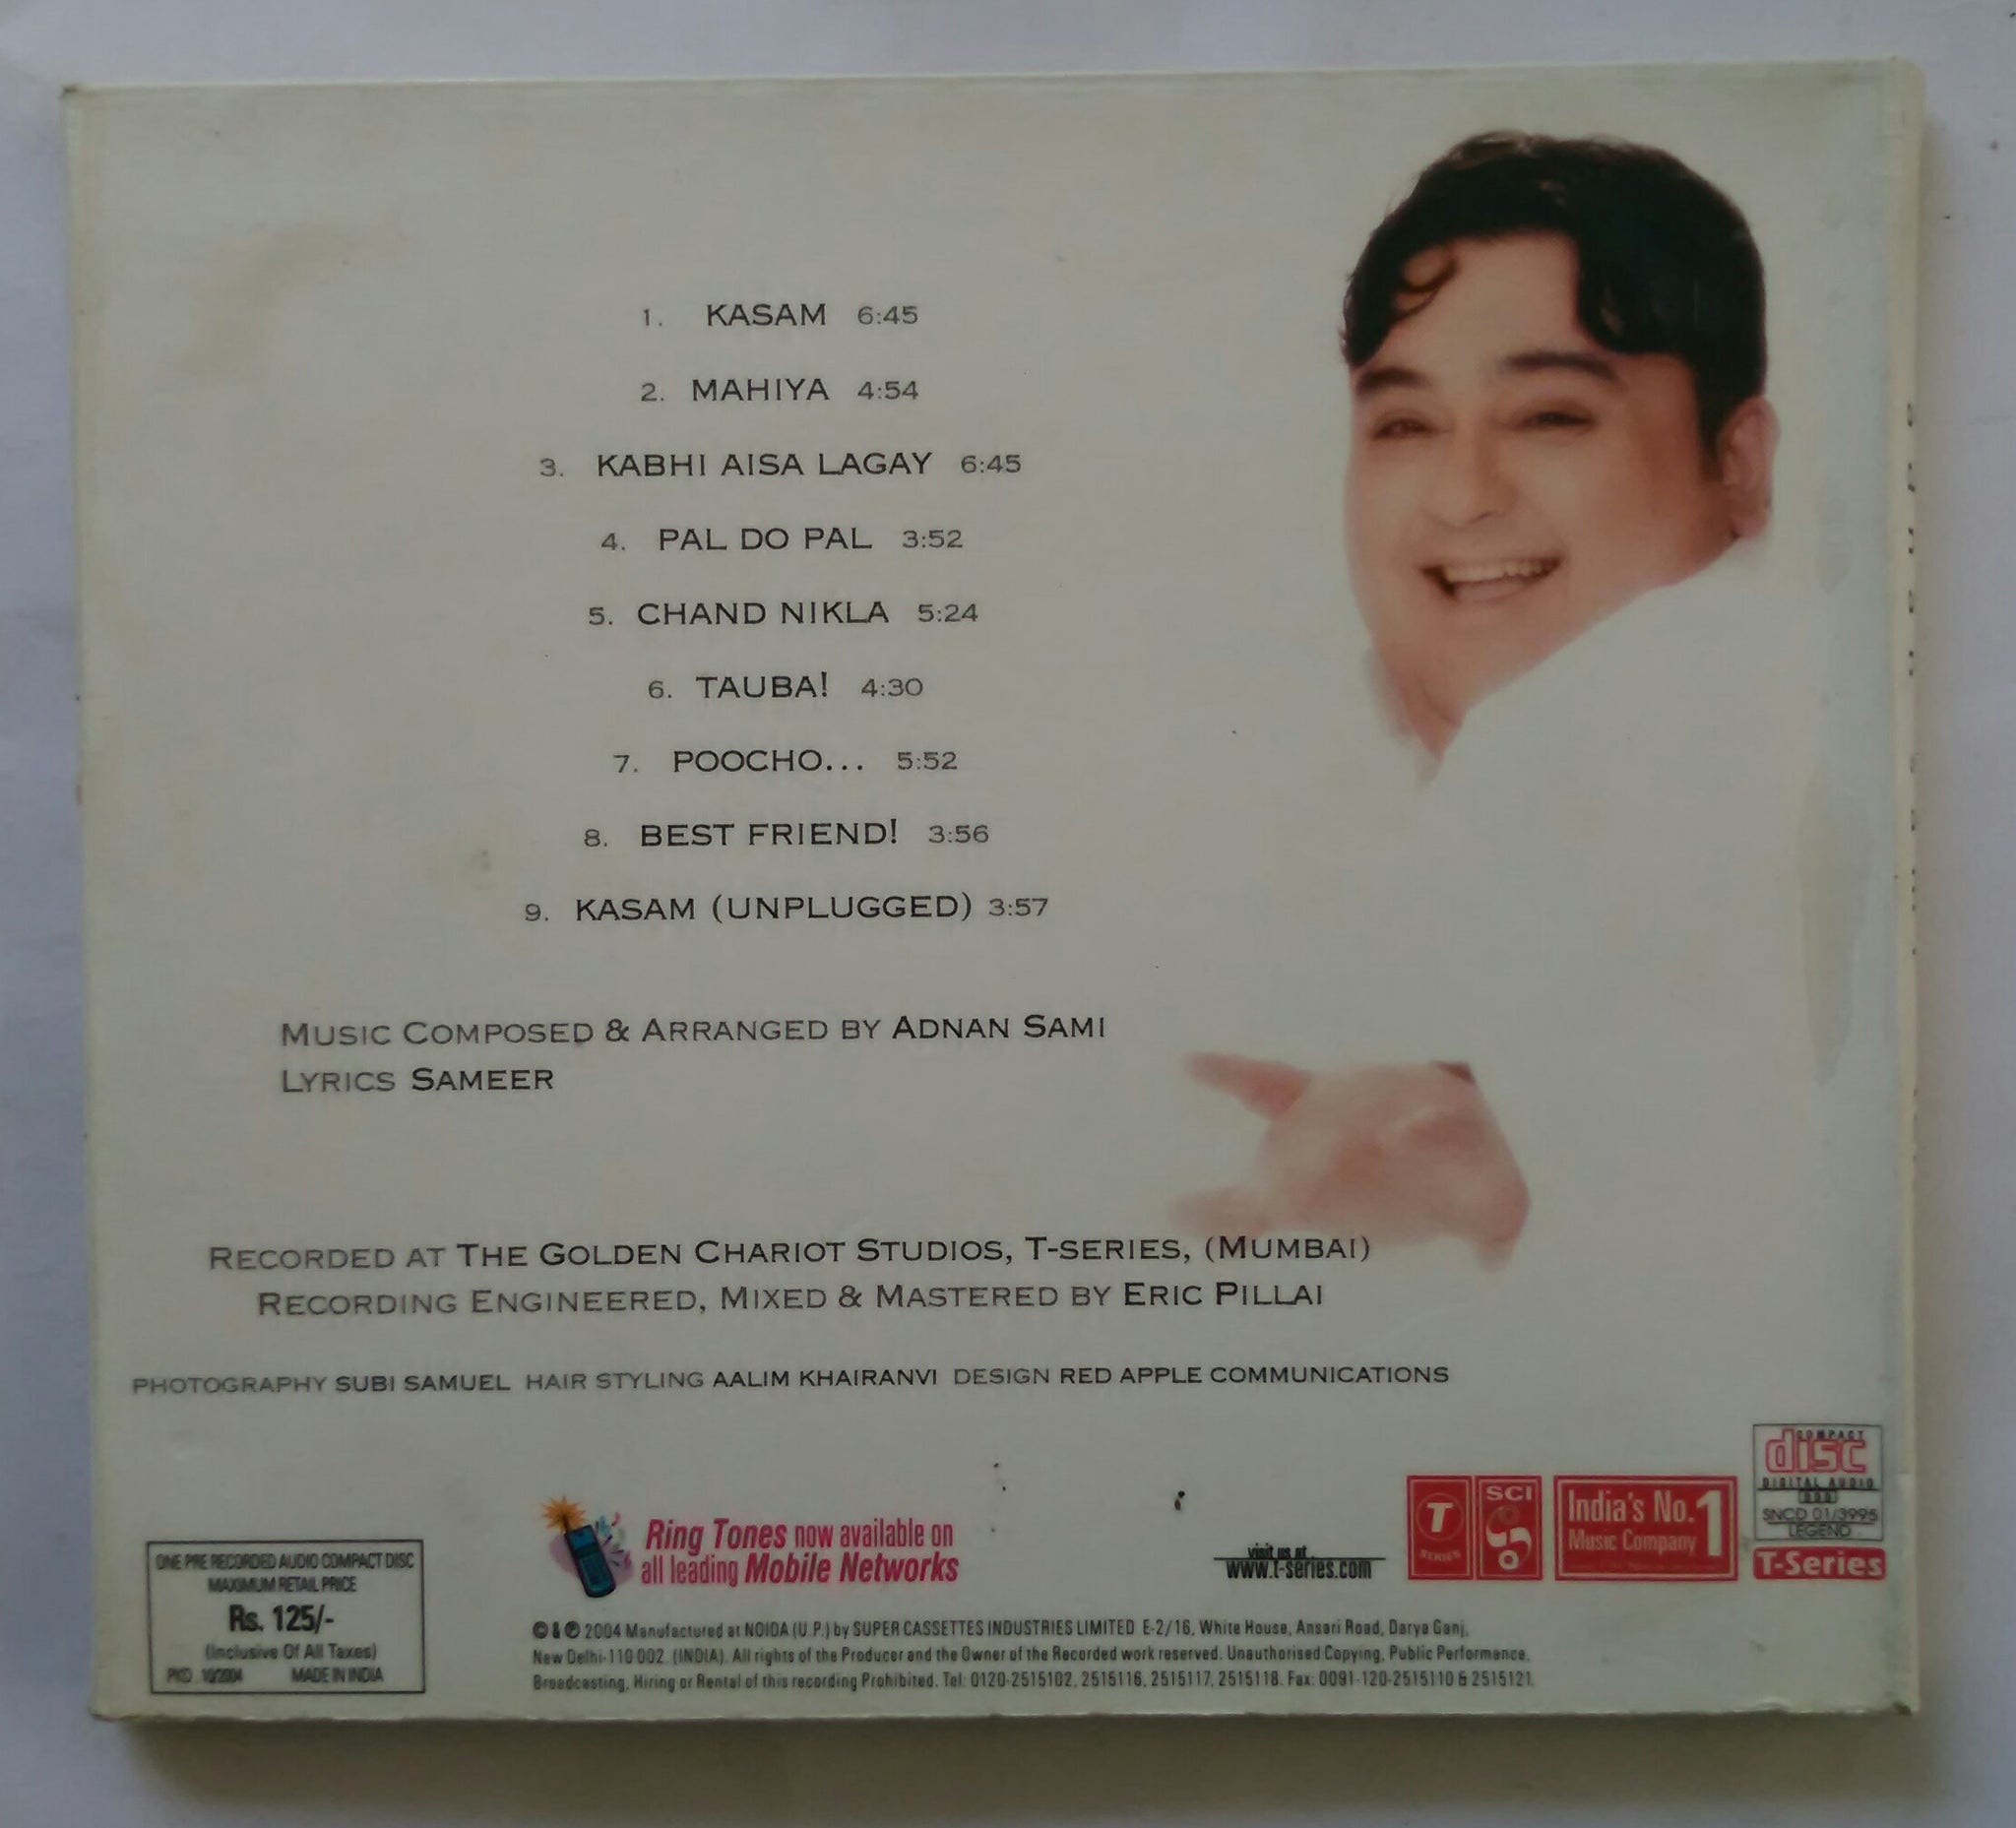 1. KASAM 6:45
2. MAHIYA 4:54
3. KABHI AISA LAGAY 6:45
4. PAL DO PAL 3:52
5. CHAND NIKLA 5:24
6. TAUBA! 4:30
7. POOCHO... 5:52
8. BEST FRIEND! 3:56
9. KASAM (UNPLUGGED) 3:57
MUSIC COMPOSED & ARRANGED BY ADNAN SAMI
LYRICS SAMEER
RECORDED AT THE GOLDEN CHARIOT STUDIOS, T-SERIES, (MUMBAI)
RECORDING ENGINEERED, MIXED & MASTERED BY ERIC PILLAI
PHOTOGRAPHY SUBI SAMUEL HAIR STYLING AALIM KHAIRANVI DESIGN RED APPLE COMMUNICATIONS
ONE PRE RECORDED AUDIO COMPACT DISC
MAXIMUM RETAIL PRICE
Rs. 125/-
(Inclusive Of All Taxes)
PKD. 10/2004 MADE IN INDIA
Ring Tones now available on
all leading Mobile Networks
visit us at
www.t-series.com
T
SERIES
SCI
India's No. 1
Music Company
COMPACT
disc
DIGITAL AUDIO
SNCD 01/3995
LEGEND
T-Series
© & ℗ 2004 Manufactured at NOIDA (U.P.) by SUPER CASSETTES INDUSTRIES LIMITED E-2/16, White House, Ansari Road, Darya Ganj,
New Delhi-110 002. (INDIA). All rights of the Producer and the Owner of the Recorded work reserved. Unauthorised Copying, Public Performance,
Broadcasting, Hiring or Rental of this recording Prohibited. Tel: 0120-2515102, 2515116, 2515117, 2515118. Fax: 0091-120-2515110 & 2515121.